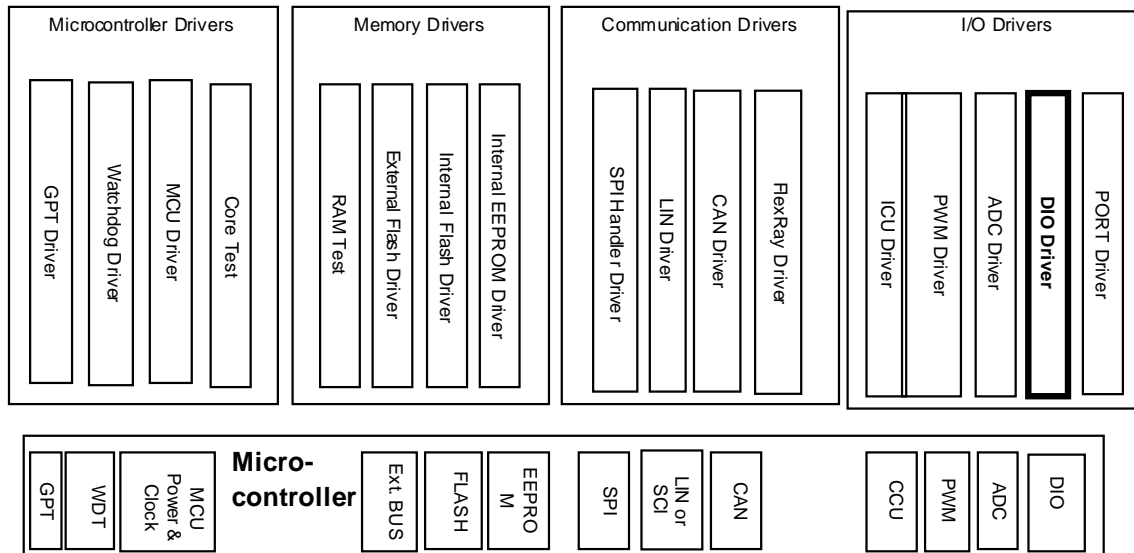 Microcontroller Drivers
Memory Drivers
Communication Drivers
I/O Drivers
GPT Driver
Watchdog Driver
MCU Driver
Core Test
RAM Test
External Flash Driver
Internal Flash Driver
Internal EEPROM Driver
SPI Handler Driver
LIN Driver
CAN Driver
FlexRay Driver
ICU Driver
PWM Driver
ADC Driver
DIO Driver
PORT Driver
GPT
WDT
MCU
Power &
Clock
Micro-
controller
Ext. BUS
FLASH
EEPRO
M
SPI
LIN or
SCI
CAN
CCU
PWM
ADC
DIO